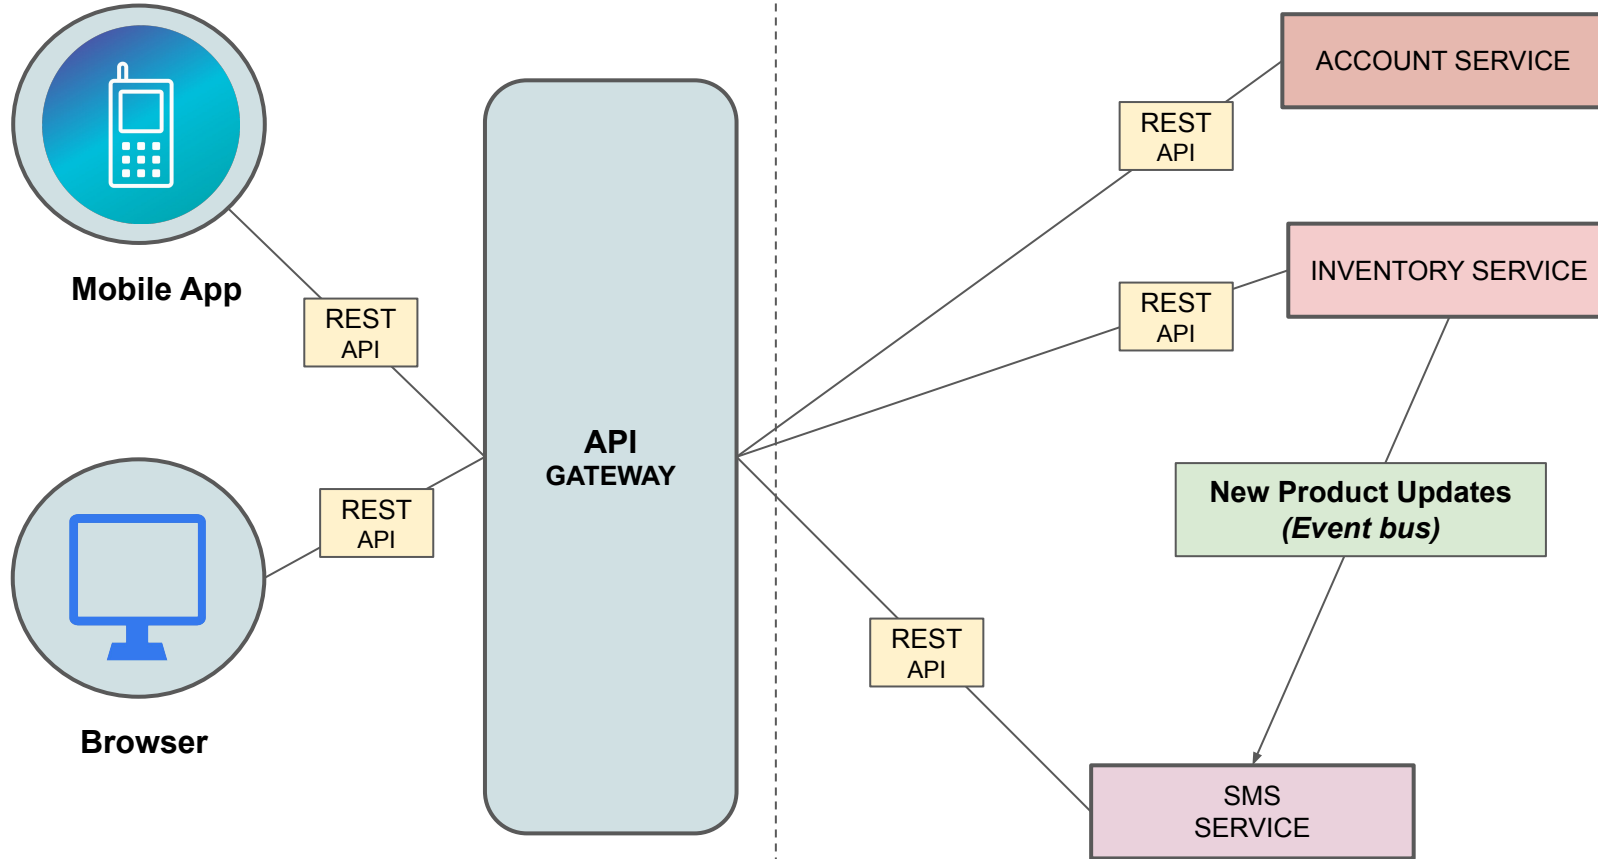 Mobile App
REST
API
Browser
REST
API
API
GATEWAY
REST
API
ACCOUNT SERVICE
REST
API
INVENTORY SERVICE
New Product Updates
(Event bus)
REST
API
SMS
SERVICE